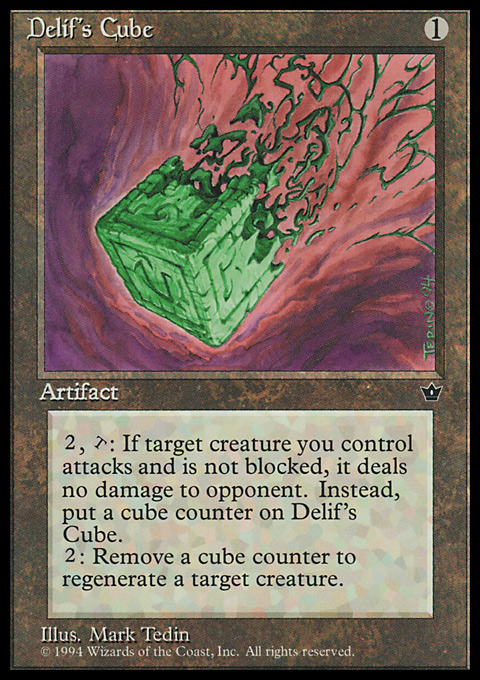 Delif's Cube 1
TEDIN 94
Artifact
2, T: If target creature you control
attacks and is not blocked, it deals
no damage to opponent. Instead,
put a cube counter on Delif's
Cube.
2: Remove a cube counter to
regenerate a target creature.
Illus. Mark Tedin
© 1994 Wizards of the Coast, Inc. All rights reserved.